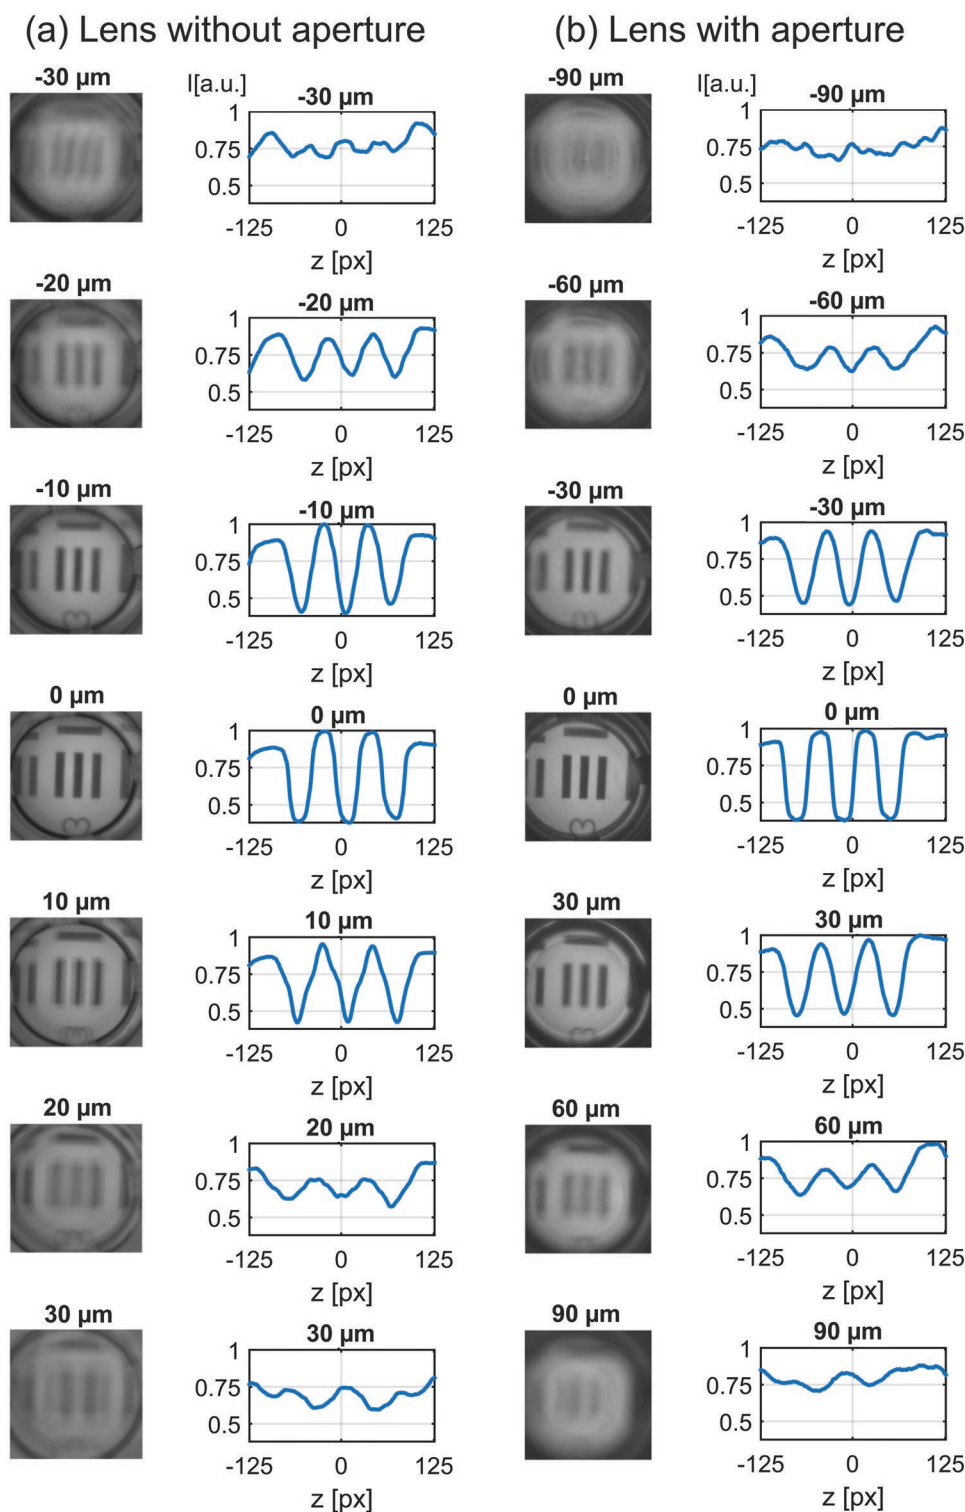 (a) Lens without aperture
(b) Lens with aperture
-30 µm
I[a.u.]
-30 µm
1
0.75
0.5
-125
0
125
z [px]
-20 µm
-20 µm
1
0.75
0.5
-125
0
125
z [px]
-10 µm
-10 µm
1
0.75
0.5
-125
0
125
z [px]
0 µm
0 µm
1
0.75
0.5
-125
0
125
z [px]
10 µm
10 µm
1
0.75
0.5
-125
0
125
z [px]
20 µm
20 µm
1
0.75
0.5
-125
0
125
z [px]
30 µm
30 µm
1
0.75
0.5
-125
0
125
z [px]
-90 µm
I[a.u.]
-90 µm
1
0.75
0.5
-125
0
125
z [px]
-60 µm
-60 µm
1
0.75
0.5
-125
0
125
z [px]
-30 µm
-30 µm
1
0.75
0.5
-125
0
125
z [px]
0 µm
0 µm
1
0.75
0.5
-125
0
125
z [px]
30 µm
30 µm
1
0.75
0.5
-125
0
125
z [px]
60 µm
60 µm
1
0.75
0.5
-125
0
125
z [px]
90 µm
90 µm
1
0.75
0.5
-125
0
125
z [px]